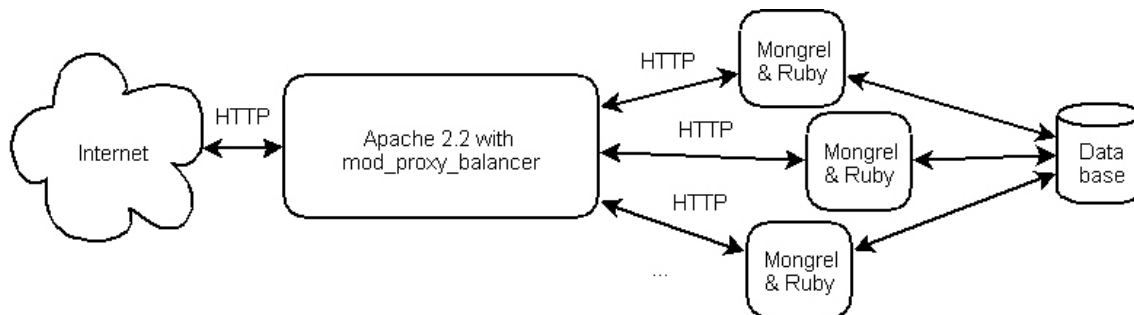 Internet
HTTP
Apache 2.2 with
mod_proxy_balancer
HTTP
Mongrel
& Ruby
HTTP
Mongrel
& Ruby
HTTP
Mongrel
& Ruby
...
Data
base